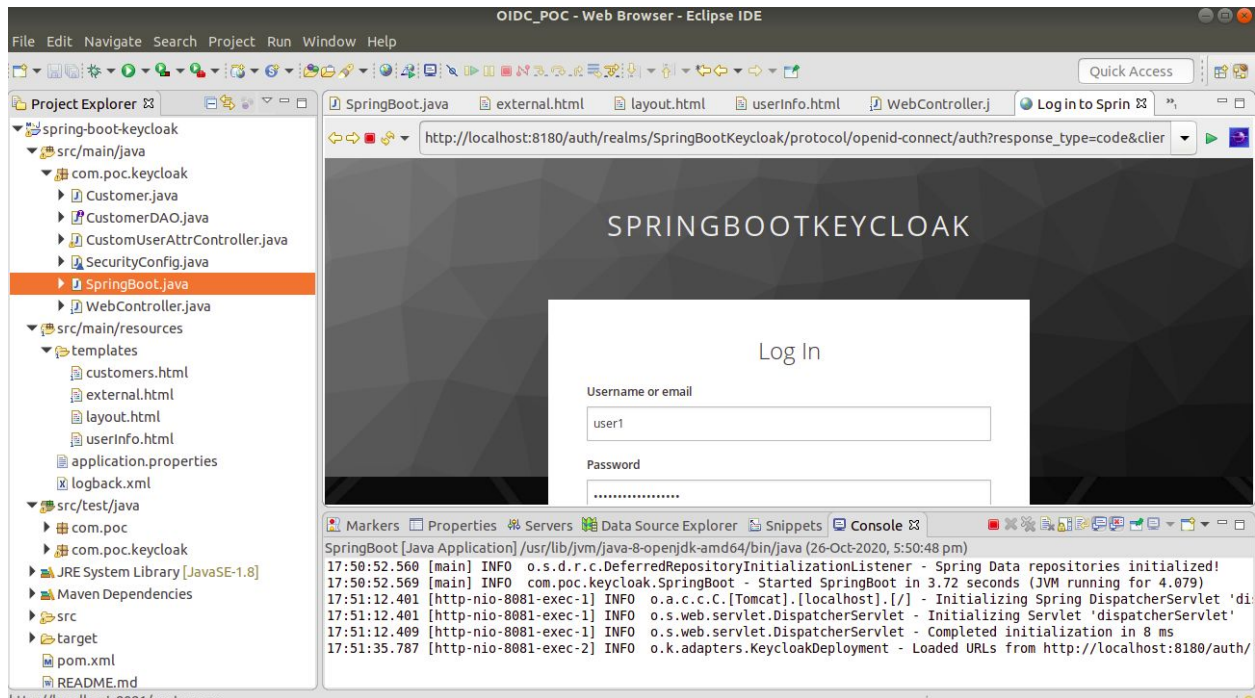 OIDC_POC - Web Browser - Eclipse IDE
File Edit Navigate Search Project Run Window Help
Quick Access
Project Explorer
spring-boot-keycloak
src/main/java
com.poc.keycloak
Customer.java
CustomerDAO.java
CustomUserAttrController.java
SecurityConfig.java
SpringBoot.java
WebController.java
src/main/resources
templates
customers.html
external.html
layout.html
userInfo.html
application.properties
logback.xml
src/test/java
com.poc
com.poc.keycloak
JRE System Library [JavaSE-1.8]
Maven Dependencies
src
target
pom.xml
README.md
SpringBoot.java external.html layout.html userInfo.html WebController.j Log in to Sprin
http://localhost:8180/auth/realms/SpringBootKeycloak/protocol/openid-connect/auth?response_type=code&clier
SPRINGBOOTKEYCLOAK
Log In
Username or email
user1
Password
Markers Properties Servers Data Source Explorer Snippets Console
SpringBoot [Java Application] /usr/lib/jvm/java-8-openjdk-amd64/bin/java (26-Oct-2020, 5:50:48 pm)
17:50:52.560 [main] INFO o.s.d.r.c.DeferredRepositoryInitializationListener - Spring Data repositories initialized!
17:50:52.569 [main] INFO com.poc.keycloak.SpringBoot - Started SpringBoot in 3.72 seconds (JVM running for 4.079)
17:51:12.401 [http-nio-8081-exec-1] INFO o.a.c.c.C.[Tomcat].[localhost].[/] - Initializing Spring DispatcherServlet 'di
17:51:12.401 [http-nio-8081-exec-1] INFO o.s.web.servlet.DispatcherServlet - Initializing Servlet 'dispatcherServlet'
17:51:12.409 [http-nio-8081-exec-1] INFO o.s.web.servlet.DispatcherServlet - Completed initialization in 8 ms
17:51:35.787 [http-nio-8081-exec-2] INFO o.k.adapters.KeycloakDeployment - Loaded URLs from http://localhost:8180/auth/